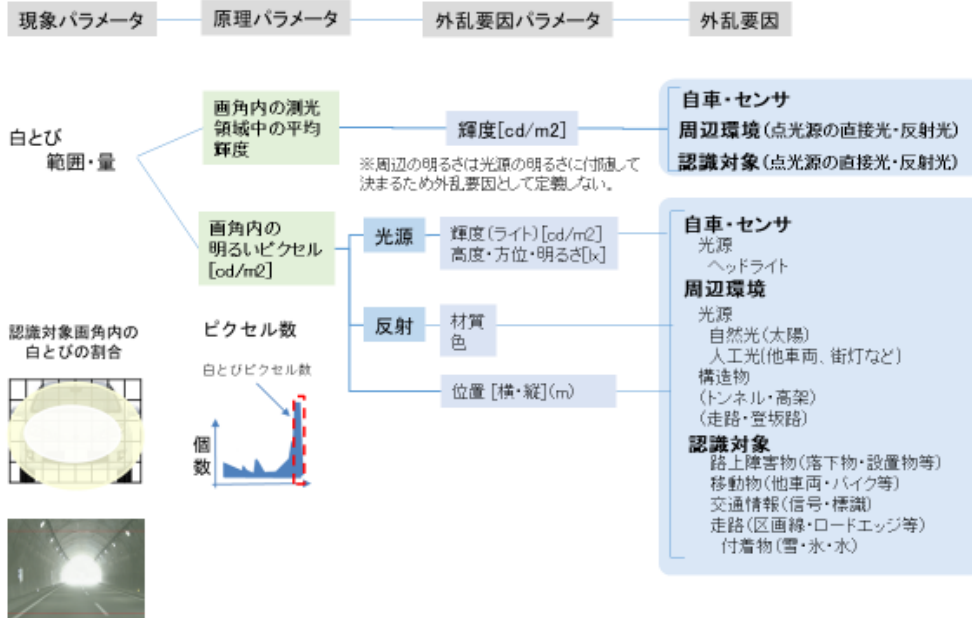 現象パラメータ
原理パラメータ
外乱要因パラメータ
外乱要因
白とび
範囲・量
画角内の測光
領域中の平均
輝度
輝度[cd/m2]
※周辺の明るさは光源の明るさに付随して
決まるため外乱要因として定義しない。
自車・センサ
周辺環境(点光源の直接光・反射光)
認識対象(点光源の直接光・反射光)
画角内の
明るいピクセル
[cd/m2]
光源
輝度(ライト)[cd/m2]
高度・方位・明るさ[lx]
反射
材質
色
位置 [横・縦](m)
自車・センサ
光源
ヘッドライト
周辺環境
光源
自然光(太陽)
人工光(他車両、街灯など)
構造物
(トンネル・高架)
(走路・登坂路)
認識対象
路上障害物(落下物・設置物等)
移動物(他車両・バイク等)
交通情報(信号・標識)
走路(区画線・ロードエッジ等)
付着物(雪・氷・水)
認識対象画角内の
白とびの割合
ピクセル数
白とびピクセル数
個
数